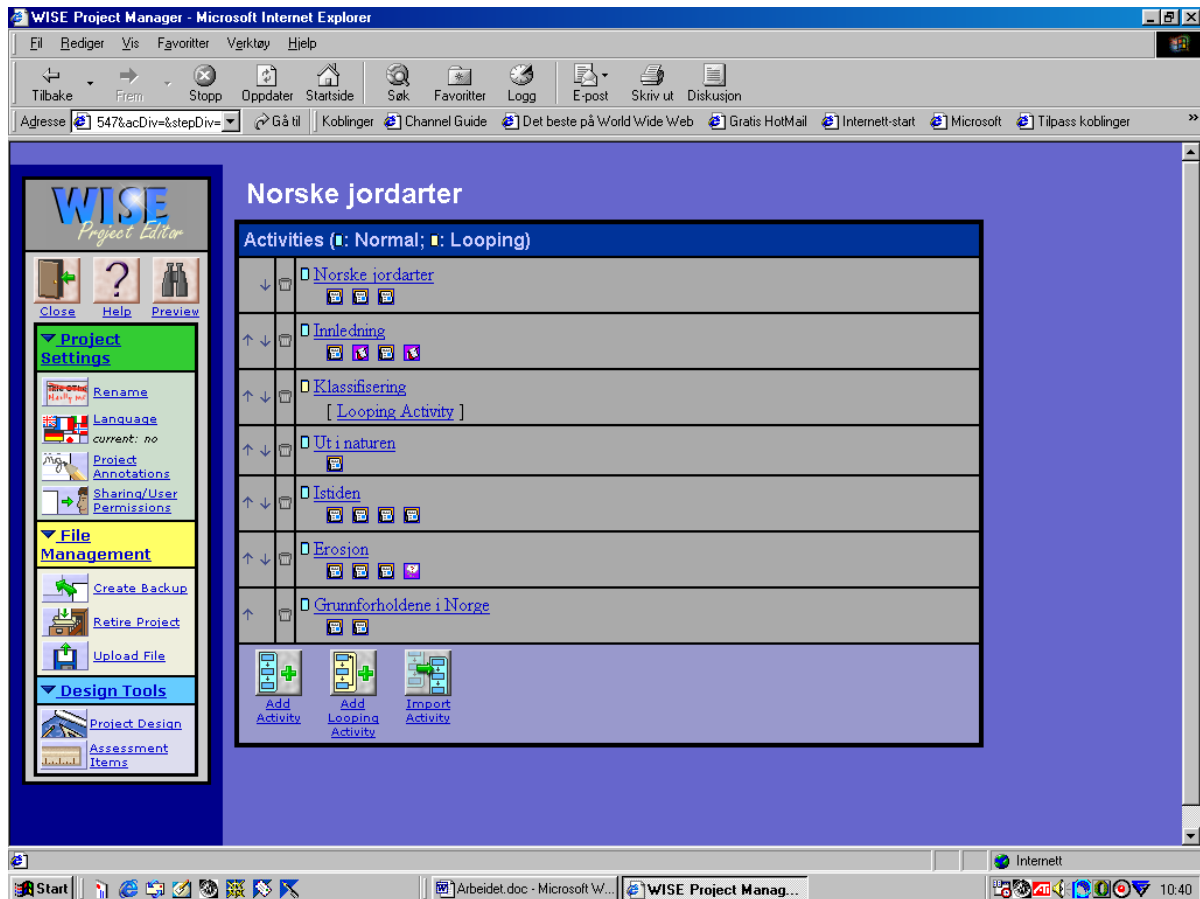 WISE Project Manager - Microsoft Internet Explorer
Fil Rediger Vis Favoritter Verktøy Hjelp
Tilbake Frem Stopp Oppdater Startside Søk Favoritter Logg E-post Skriv ut Diskusjon
Adresse 547&acDiv=&stepDiv= Gå til Koblinger Channel Guide Det beste på World Wide Web Gratis HotMail Internett-start Microsoft Tilpass koblinger »
WISE
Project Editor
Close Help Preview
Project Settings
Rename
Language
current: no
Project
Annotations
Sharing/User
Permissions
File
Management
Create Backup
Retire Project
Upload File
Design Tools
Project Design
Assessment
Items
Norske jordarter
Activities (: Normal; : Looping)
Norske jordarter
Innledning
Klassifisering
[ Looping Activity ]
Ut i naturen
Istiden
Erosjon
Grunnforholdene i Norge
Add
Activity
Add
Looping
Activity
Import
Activity
Internett
Start Arbeidet.doc - Microsoft W... WISE Project Manag... 10:40